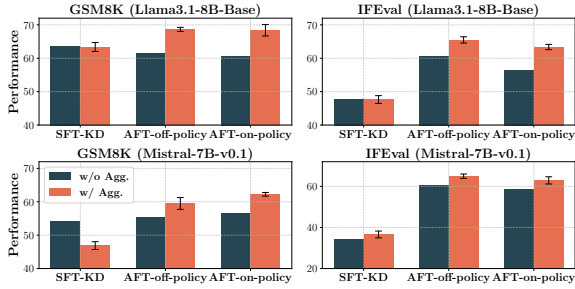 GSM8K (Llama3.1-8B-Base)
IFEval (Llama3.1-8B-Base)
Performance
70
60
50
40
70
60
50
40
SFT-KD AFT-off-policy AFT-on-policy
SFT-KD AFT-off-policy AFT-on-policy
GSM8K (Mistral-7B-v0.1)
IFEval (Mistral-7B-v0.1)
Performance
70
60
50
40
w/o Agg.
w/ Agg.
60
40
20
SFT-KD AFT-off-policy AFT-on-policy
SFT-KD AFT-off-policy AFT-on-policy